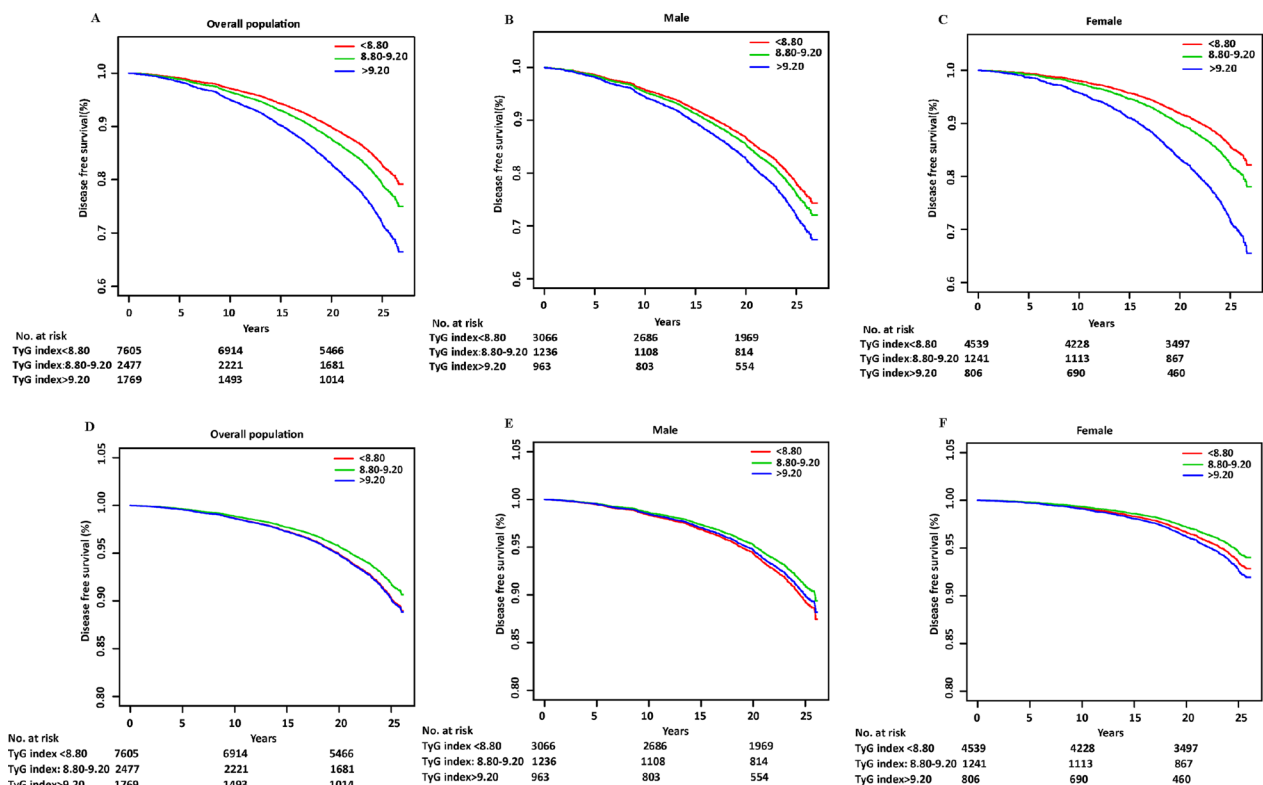 A
Overall population
<8.80
8.80-9.20
>9.20
Disease free survival(%)
1.0
0.9
0.8
0.7
0.6
0 5 10 15 20 25
Years
No. at risk
TyG index<8.80 7605 6914 5466
TyG index:8.80-9.20 2477 2221 1681
TyG index>9.20 1769 1493 1014
B
Male
<8.80
8.80-9.20
>9.20
Disease free survival(%)
1.0
0.9
0.8
0.7
0.6
0 5 10 15 20 25
Years
No. at risk
TyG index<8.80 3066 2686 1969
TyG index:8.80-9.20 1236 1108 814
TyG index>9.20 963 803 554
C
Female
<8.80
8.80-9.20
>9.20
Disease free survival(%)
1.0
0.9
0.8
0.7
0.6
0 5 10 15 20 25
Years
No. at risk
TyG index<8.80 4539 4228 3497
TyG index:8.80-9.20 1241 1113 867
TyG index>9.20 806 690 460
D
Overall population
<8.80
8.80-9.20
>9.20
Disease free survival (%)
1.05
1.00
0.95
0.90
0.85
0.80
0 5 10 15 20 25
Years
No. at risk
TyG index <8.80 7605 6914 5466
TyG index: 8.80-9.20 2477 2221 1681
TyG index>9.20 1769 1493 1014
E
Male
<8.80
8.80-9.20
>9.20
Disease free survival (%)
1.05
1.00
0.95
0.90
0.85
0.80
0 5 10 15 20 25
Years
No. at risk
TyG index <8.80 3066 2686 1969
TyG index: 8.80-9.20 1236 1108 814
TyG index>9.20 963 803 554
F
Female
<8.80
8.80-9.20
>9.20
Disease free survival (%)
1.05
1.00
0.95
0.90
0.85
0.80
0 5 10 15 20 25
Years
No. at risk
TyG index <8.80 4539 4228 3497
TyG index: 8.80-9.20 1241 1113 867
TyG index>9.20 806 690 460